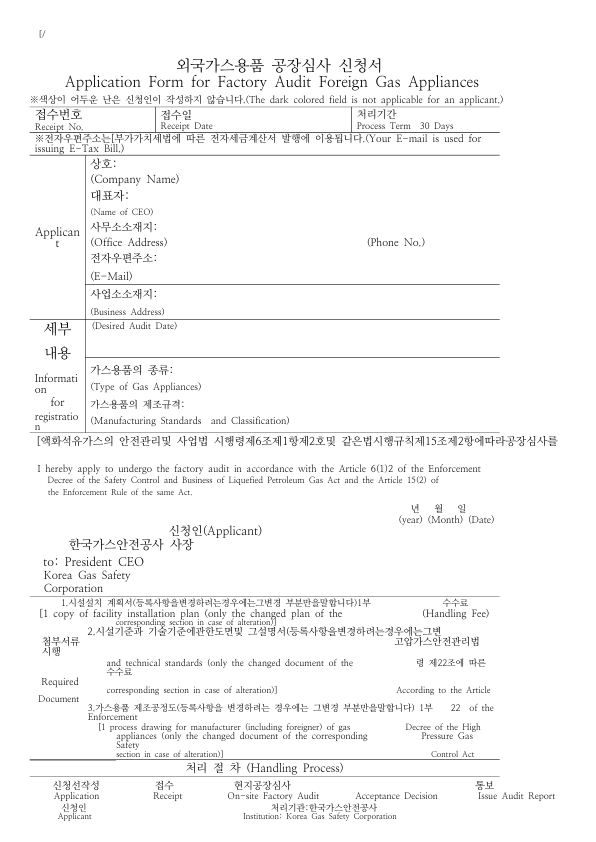 [/
외국가스용품 공장심사 신청서
Application Form for Factory Audit Foreign Gas Appliances
※색상이 어두운 난은 신청인이 작성하지 않습니다.(The dark colored field is not applicable for an applicant.)
접수번호 접수일 처리기간
Receipt No. Receipt Date Process Term 30 Days
※전자우편주소는[부가가치세법에 따른 전자세금계산서 발행에 이용됩니다.(Your E-mail is used for
issuing E-Tax Bill.)
상호:
(Company Name)
대표자:
(Name of CEO)
사무소소재지:
Applican
t
(Office Address) (Phone No.)
전자우편주소:
(E-Mail)
사업소소재지:
(Business Address)
세부
내용
(Desired Audit Date)
가스용품의 종류:
Informati
on
for
registratio
n
(Type of Gas Appliances)
가스용품의 제조규격:
(Manufacturing Standards and Classification)
[액화석유가스의 안전관리및 사업법 시행령제6조제1항제2호및 같은법시행규칙제15조제2항에따라공장심사를
I hereby apply to undergo the factory audit in accordance with the Article 6(1)2 of the Enforcement
Decree of the Safety Control and Business of Liquefied Petroleum Gas Act and the Article 15(2) of
the Enforcement Rule of the same Act.
년 월 일
(year) (Month) (Date)
신청인(Applicant)
한국가스안전공사 사장
to: President CEO
Korea Gas Safety
Corporation
1.시설설치 계획서(등록사항을변경하려는경우에는그변경 부분만을말합니다)1부 수수료
[1 copy of facility installation plan (only the changed plan of the (Handling Fee)
corresponding section in case of alteration)]
2.시설기준과 기술기준에관한도면및 그설명서(등록사항을변경하려는경우에는그변
첨부서류 고압가스안전관리법
시행
and technical standards (only the changed document of the 령 제22조에 따른
수수료
Required
corresponding section in case of alteration)] According to the Article
Document
3.가스용품 제조공정도(등록사항을 변경하려는 경우에는 그변경 부분만을말합니다) 1부 22 of the
Enforcement
[1 process drawing for manufacturer (including foreigner) of gas Decree of the High
appliances (only the changed document of the corresponding Pressure Gas
Safety
section in case of alteration)] Control Act
처리 절 차 (Handling Process)
신청선작성 접수 현지공장심사 통보
Application Receipt On-site Factory Audit Acceptance Decision Issue Audit Report
신청인 처리기관:한국가스안전공사
Applicant Institution: Korea Gas Safety Corporation